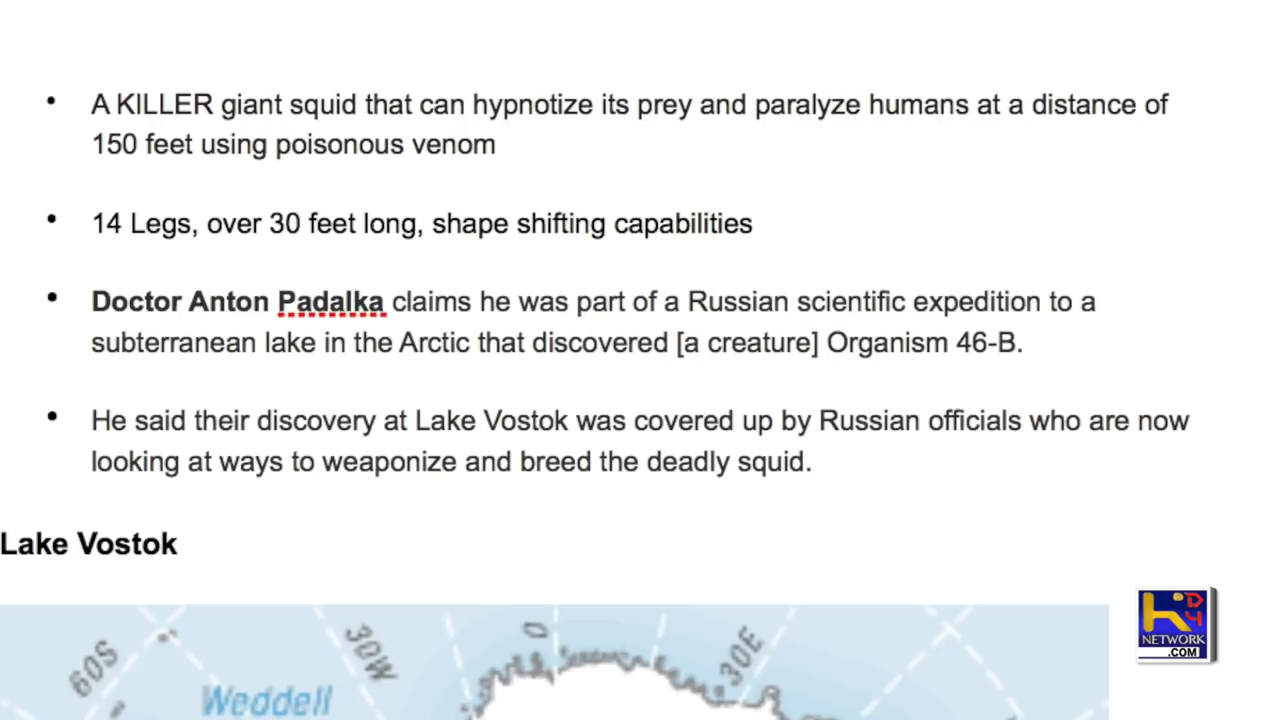 • A KILLER giant squid that can hypnotize its prey and paralyze humans at a distance of
150 feet using poisonous venom
• 14 Legs, over 30 feet long, shape shifting capabilities
• Doctor Anton Padalka claims he was part of a Russian scientific expedition to a
subterranean lake in the Arctic that discovered [a creature] Organism 46-B.
• He said their discovery at Lake Vostok was covered up by Russian officials who are now
looking at ways to weaponize and breed the deadly squid.
Lake Vostok
60S
30W
0
30E
Weddell
K D4
NETWORK
.COM